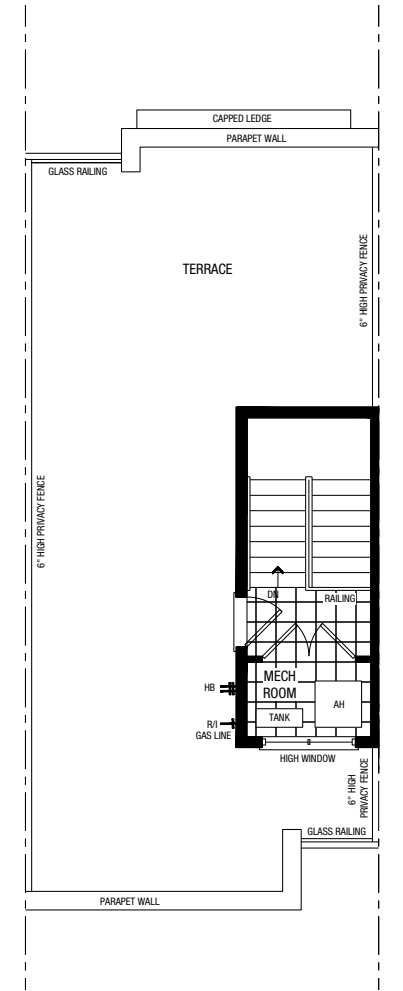 CAPPED LEDGE
PARAPET WALL
GLASS RAILING
TERRACE
6" HIGH PRIVACY FENCE
6" HIGH PRIVACY FENCE
DN
RAILING
MECH
ROOM
HB
AH
TANK
R/I
GAS LINE
HIGH WINDOW
6" HIGH
PRIVACY FENCE
GLASS RAILING
PARAPET WALL